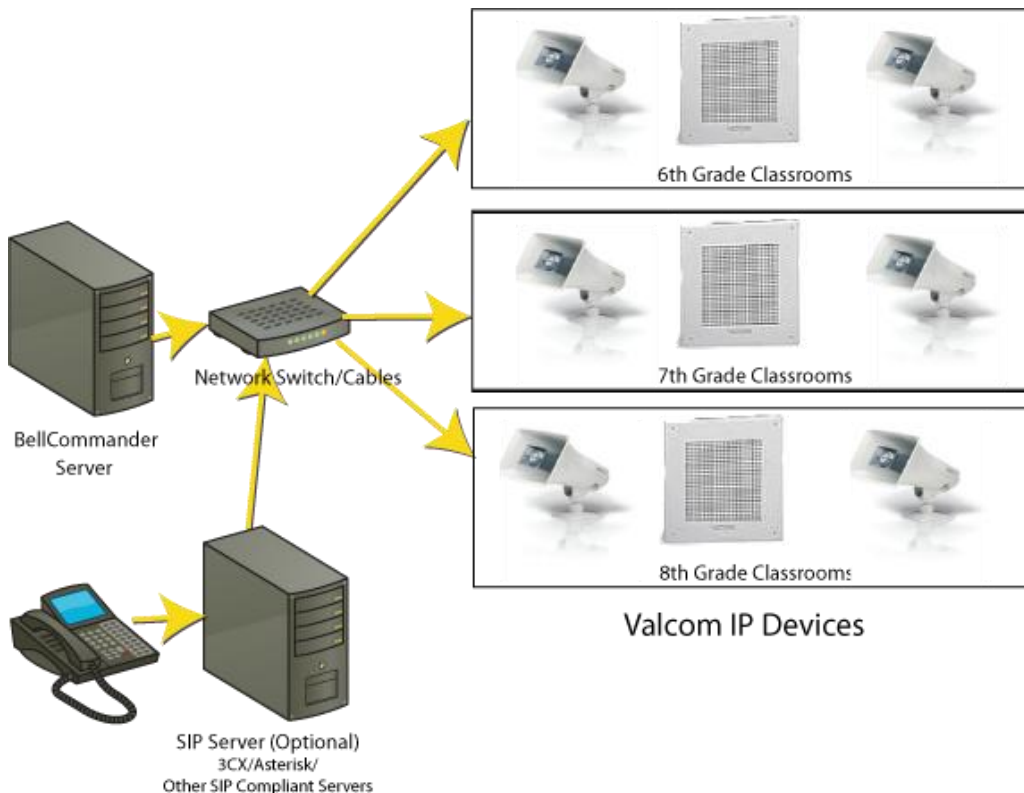 6th Grade Classrooms
7th Grade Classrooms
Network Switch/Cables
BellCommander
Server
8th Grade Classrooms
Valcom IP Devices
SIP Server (Optional)
3CX/Asterisk/
Other SIP Compliant Servers